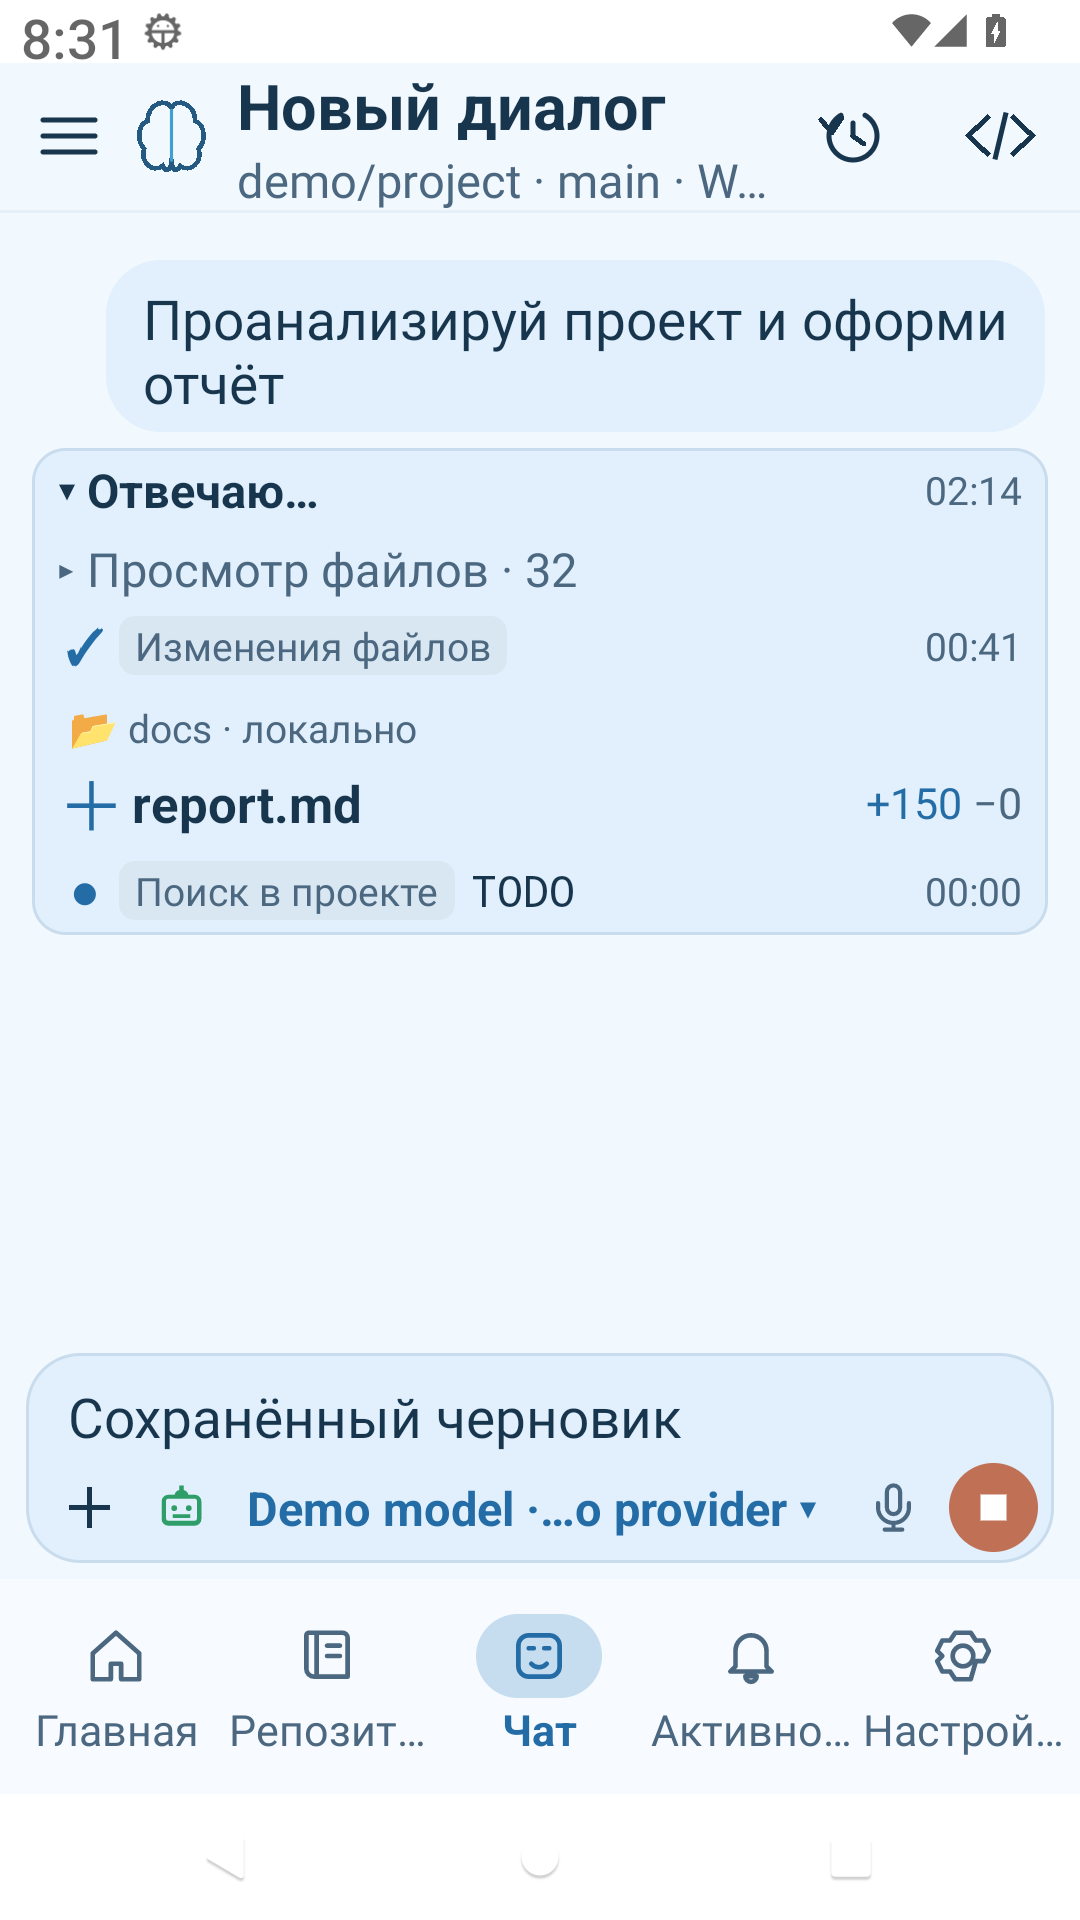 8:31
Новый диалог
demo/project · main · W…
Проанализируй проект и оформи
отчёт
▾ Отвечаю… 02:14
▸ Просмотр файлов · 32
✓ Изменения файлов 00:41
docs · локально
+ report.md +150 −0
● Поиск в проекте TODO 00:00
Сохранённый черновик
Demo model ·…o provider ▾
Главная Репозит… Чат Активно… Настрой…